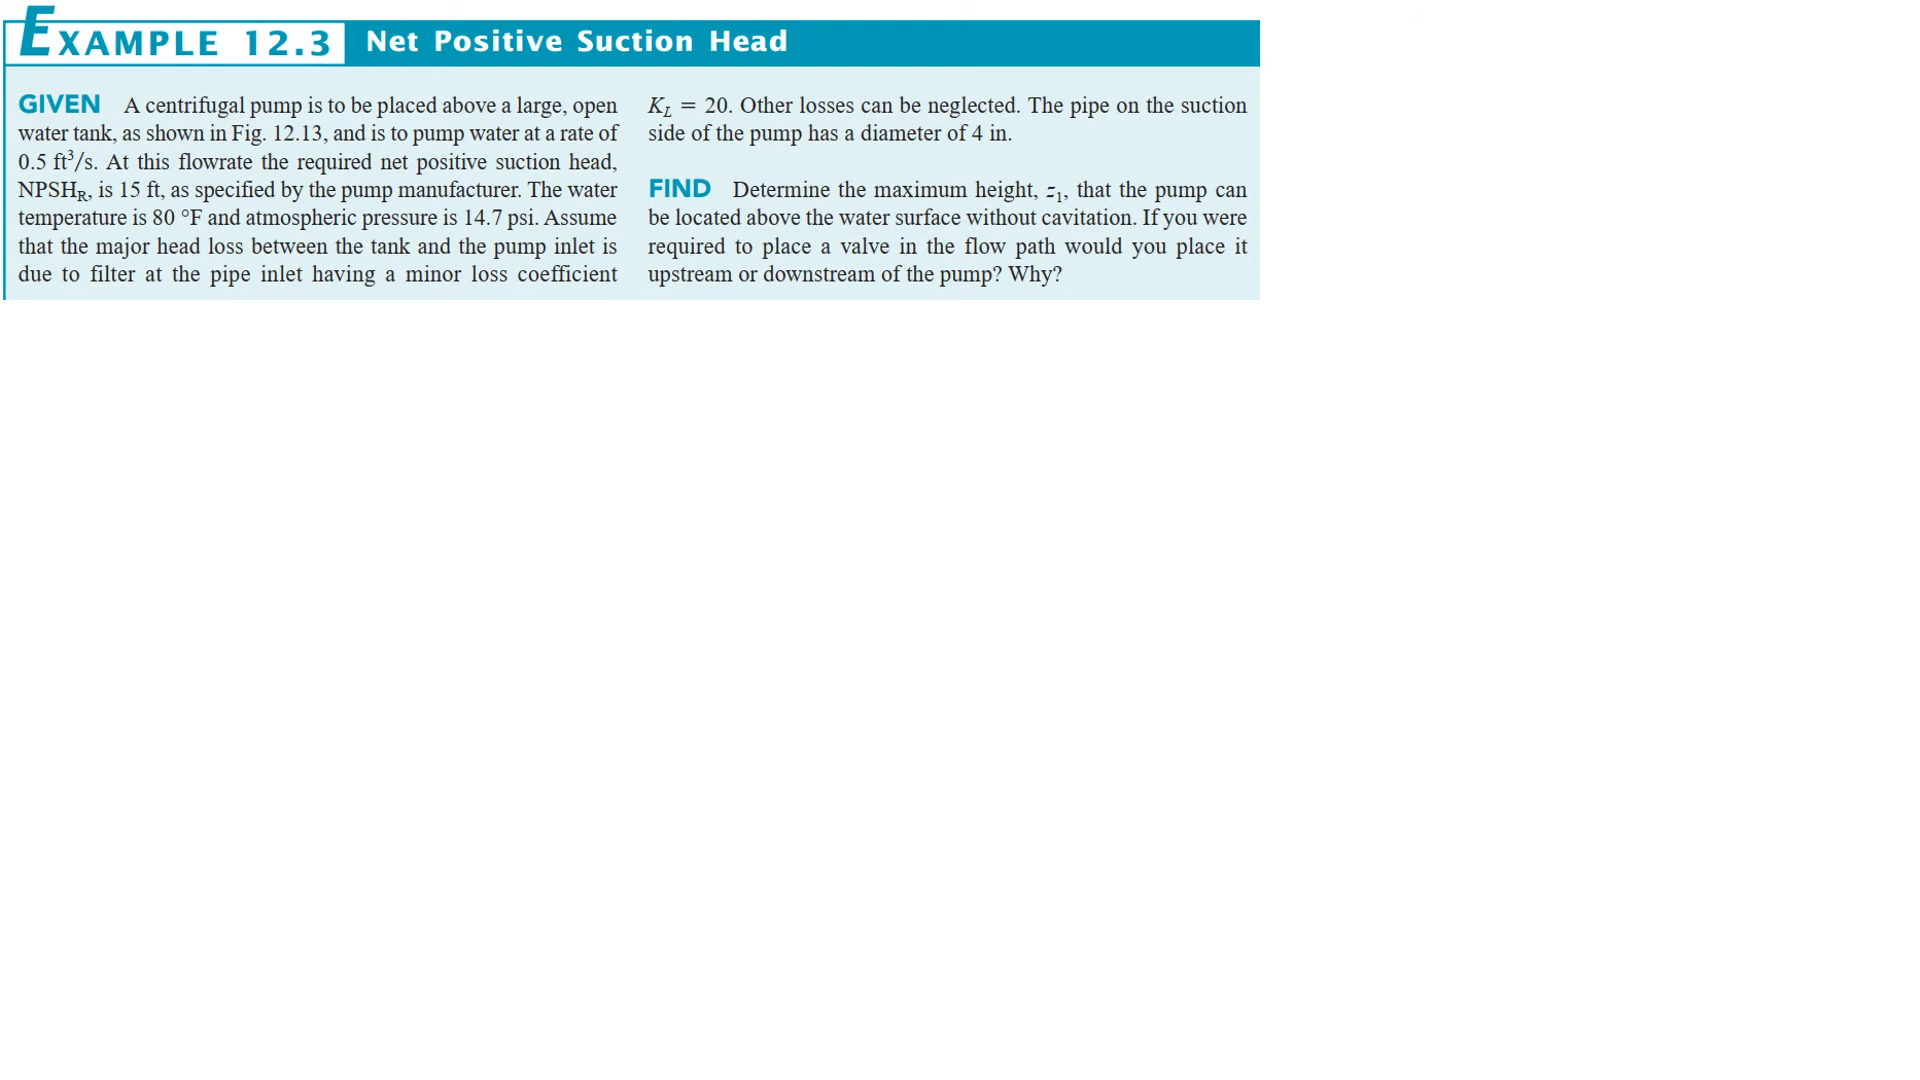 EXAMPLE 12.3 Net Positive Suction Head
GIVEN A centrifugal pump is to be placed above a large, open
water tank, as shown in Fig. 12.13, and is to pump water at a rate of
0.5 ft³/s. At this flowrate the required net positive suction head,
NPSH_R, is 15 ft, as specified by the pump manufacturer. The water
temperature is 80 °F and atmospheric pressure is 14.7 psi. Assume
that the major head loss between the tank and the pump inlet is
due to filter at the pipe inlet having a minor loss coefficient
K_L = 20. Other losses can be neglected. The pipe on the suction
side of the pump has a diameter of 4 in.
FIND Determine the maximum height, z₁, that the pump can
be located above the water surface without cavitation. If you were
required to place a valve in the flow path would you place it
upstream or downstream of the pump? Why?